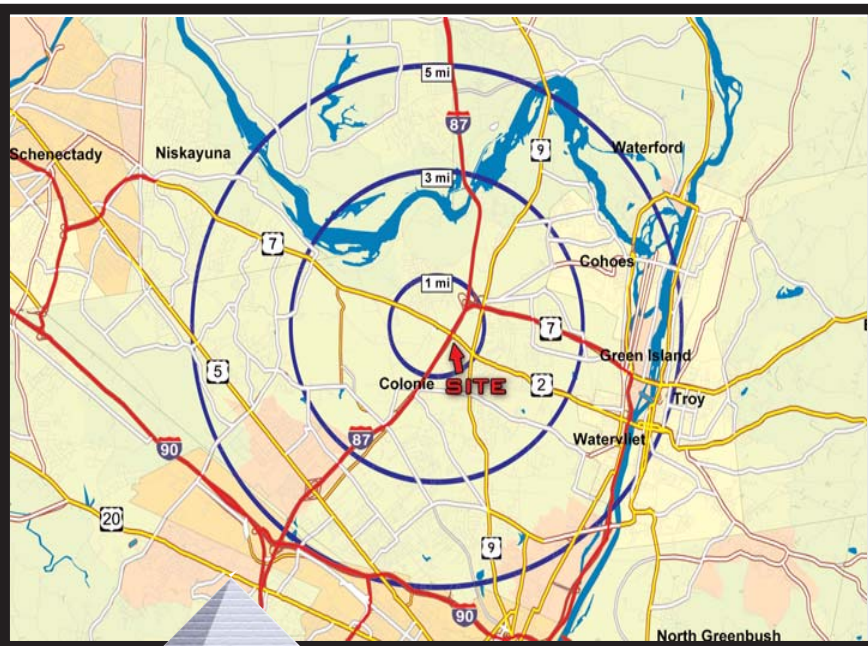 5 mi
87
9
Waterford
Schenectady
Niskayuna
3 mi
7
Cohoes
1 mi
7
Green Island
5
Colonie
SITE
2
Troy
Watervliet
87
90
20
9
90
North Greenbush